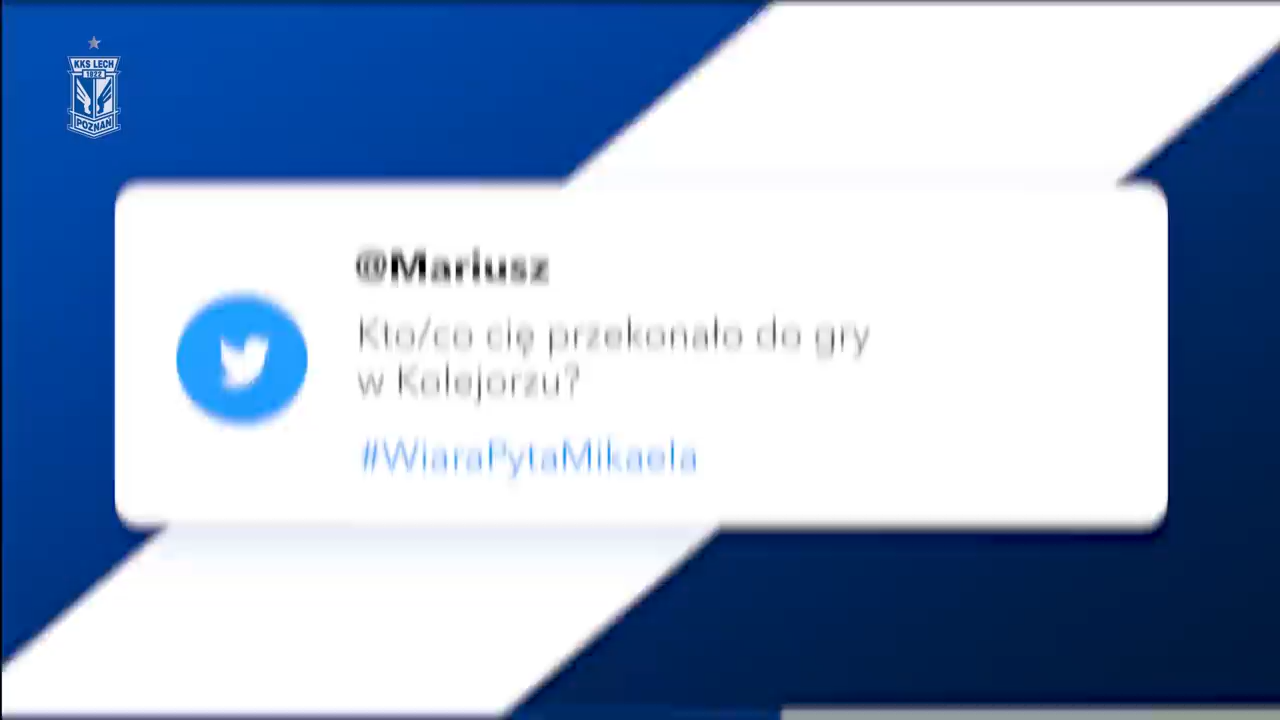 KKS LECH
1922
POZNAŃ
@Mariusz
Kto/co cię przekonało do gry
w Kolejorzu?
#WiaraPytaMikaela